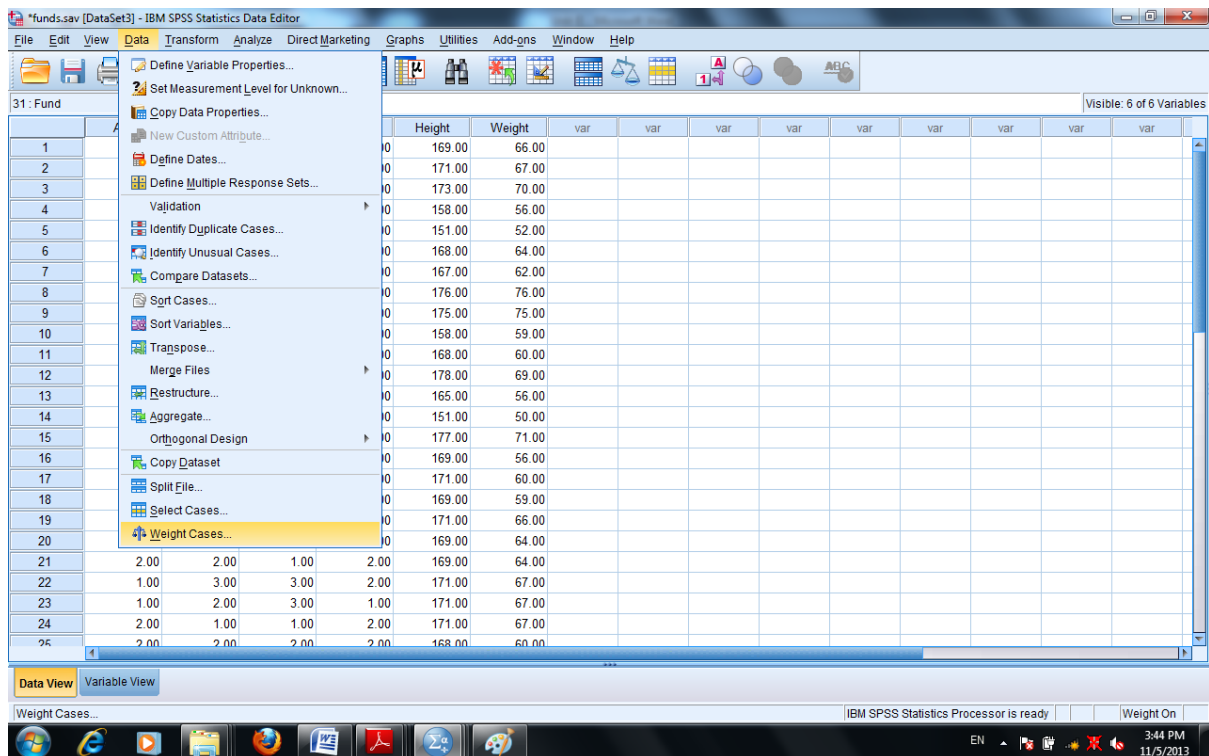 *funds.sav [DataSet3] - IBM SPSS Statistics Data Editor
File Edit View Data Transform Analyze Direct Marketing Graphs Utilities Add-ons Window Help
31 : Fund
Visible: 6 of 6 Variables
Define Variable Properties...
Set Measurement Level for Unknown...
Copy Data Properties...
New Custom Attribute...
Define Dates...
Define Multiple Response Sets...
Validation
Identify Duplicate Cases...
Identify Unusual Cases...
Compare Datasets...
Sort Cases...
Sort Variables...
Transpose...
Merge Files
Restructure...
Aggregate...
Orthogonal Design
Copy Dataset
Split File...
Select Cases...
Weight Cases...
Height Weight var var var var var var var var var
1 169.00 66.00
2 171.00 67.00
3 173.00 70.00
4 158.00 56.00
5 151.00 52.00
6 168.00 64.00
7 167.00 62.00
8 176.00 76.00
9 175.00 75.00
10 158.00 59.00
11 168.00 60.00
12 178.00 69.00
13 165.00 56.00
14 151.00 50.00
15 177.00 71.00
16 169.00 56.00
17 171.00 60.00
18 169.00 59.00
19 171.00 66.00
20 169.00 64.00
21 2.00 2.00 1.00 2.00 169.00 64.00
22 1.00 3.00 3.00 2.00 171.00 67.00
23 1.00 2.00 3.00 1.00 171.00 67.00
24 2.00 1.00 1.00 2.00 171.00 67.00
25 2.00 2.00 2.00 2.00 168.00 60.00
Data View Variable View
Weight Cases...
IBM SPSS Statistics Processor is ready
Weight On
EN
3:44 PM
11/5/2013